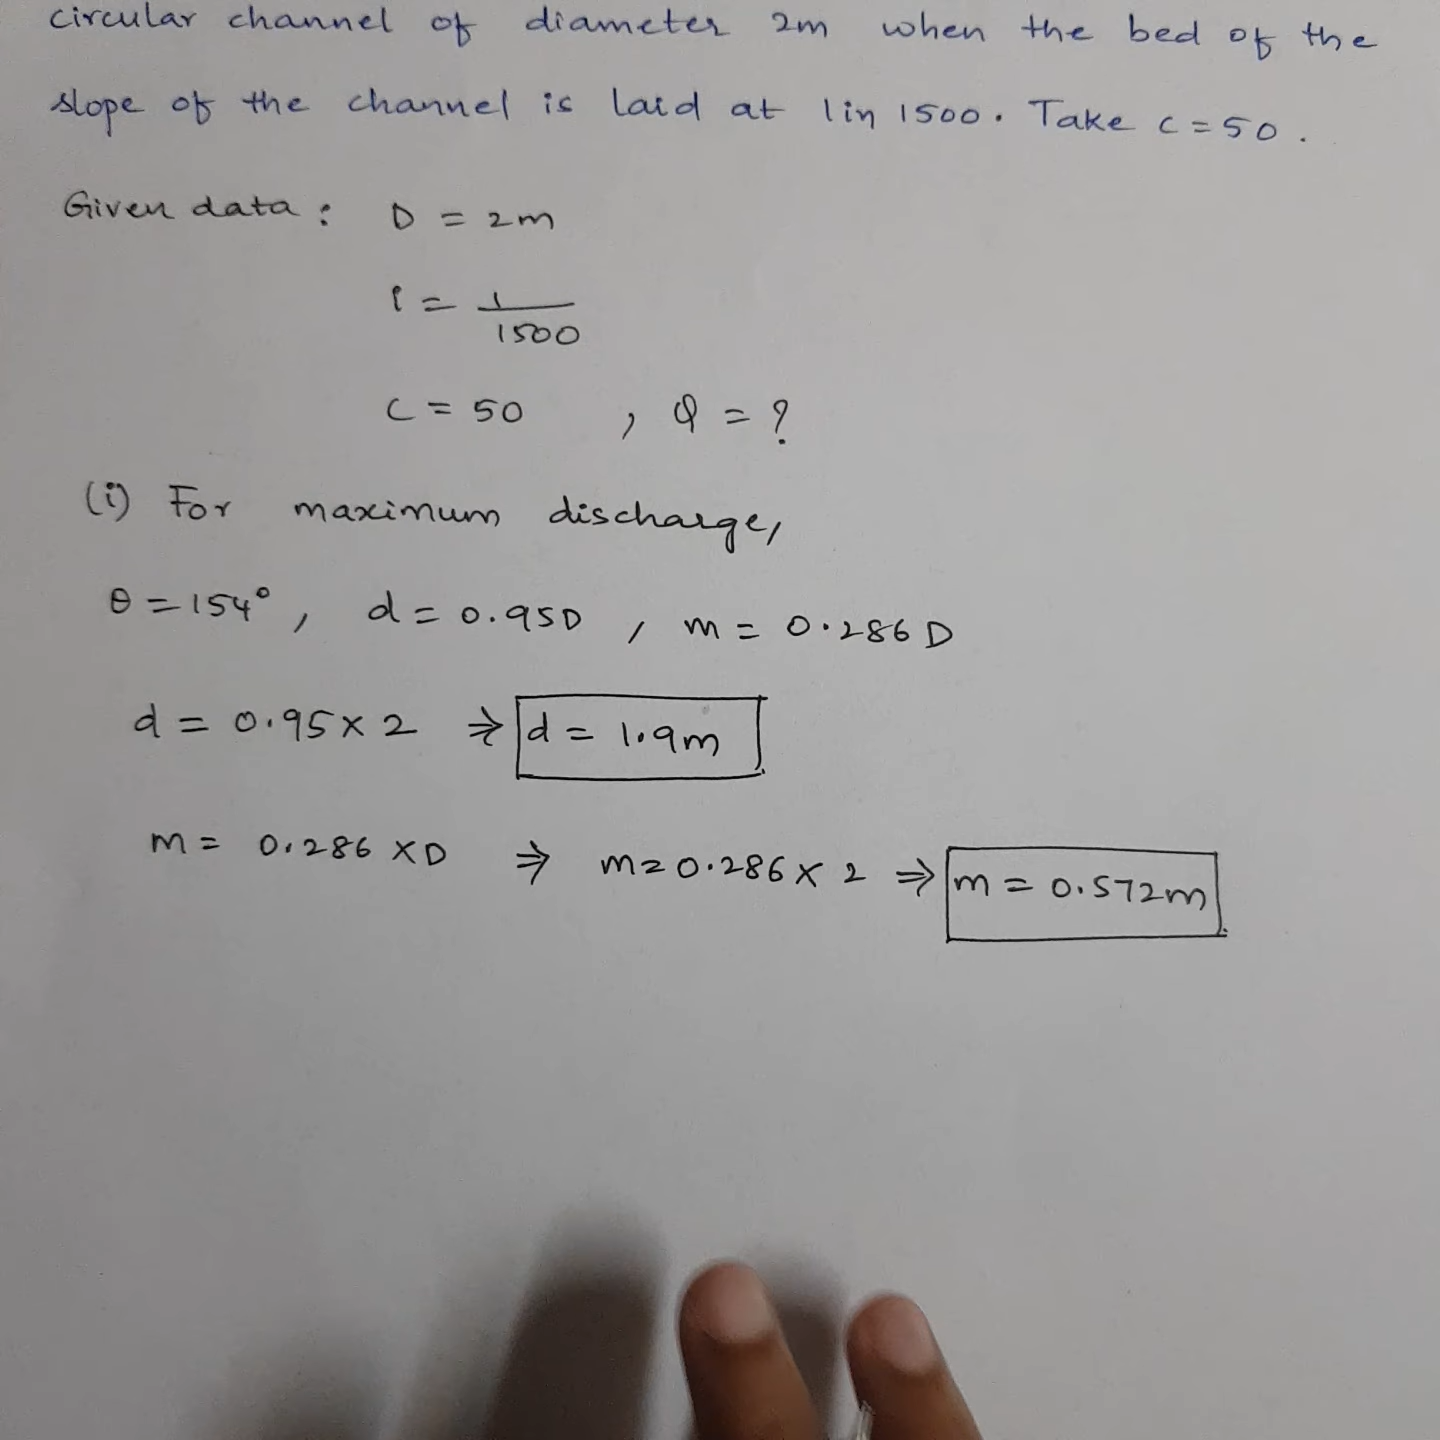 circular channel of diameter 2m when the bed of the
slope of the channel is laid at 1 in 1500. Take c = 50.
Given data : D = 2m
i = 1/1500
C = 50 , Q = ?
(i) For maximum discharge,
θ = 154° , d = 0.95D , m = 0.286 D
d = 0.95 × 2 ⇒ d = 1.9m
m = 0.286 × D ⇒ m = 0.286 × 2 ⇒ m = 0.572m